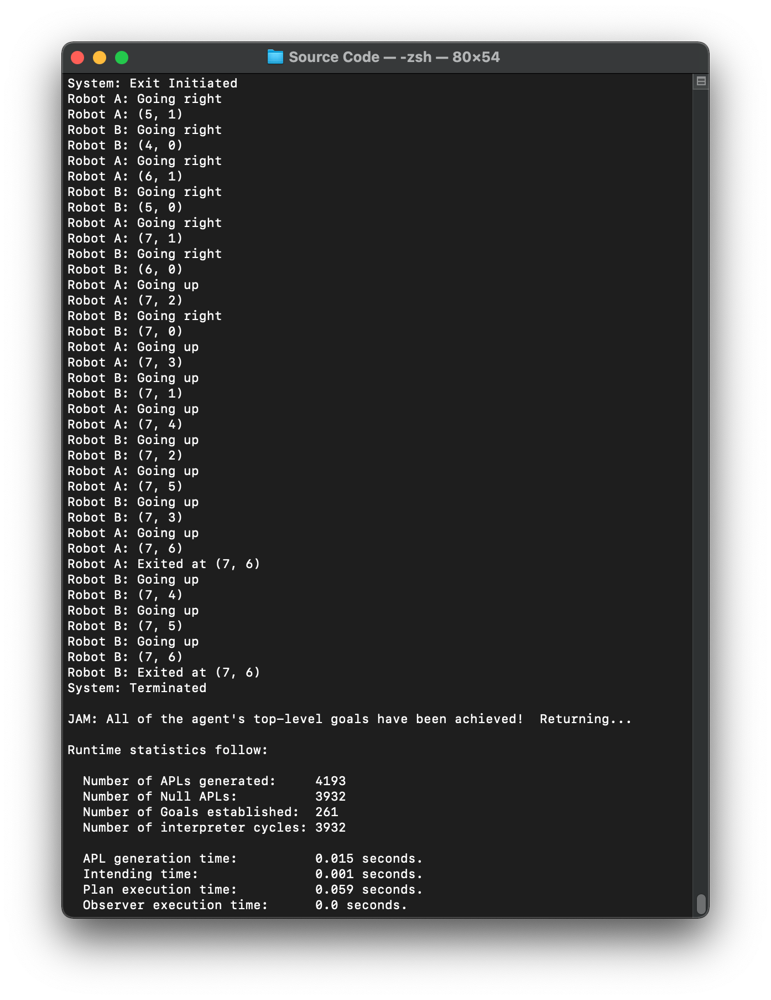 Source Code — -zsh — 80×54
System: Exit Initiated
Robot A: Going right
Robot A: (5, 1)
Robot B: Going right
Robot B: (4, 0)
Robot A: Going right
Robot A: (6, 1)
Robot B: Going right
Robot B: (5, 0)
Robot A: Going right
Robot A: (7, 1)
Robot B: Going right
Robot B: (6, 0)
Robot A: Going up
Robot A: (7, 2)
Robot B: Going right
Robot B: (7, 0)
Robot A: Going up
Robot A: (7, 3)
Robot B: Going up
Robot B: (7, 1)
Robot A: Going up
Robot A: (7, 4)
Robot B: Going up
Robot B: (7, 2)
Robot A: Going up
Robot A: (7, 5)
Robot B: Going up
Robot B: (7, 3)
Robot A: Going up
Robot A: (7, 6)
Robot A: Exited at (7, 6)
Robot B: Going up
Robot B: (7, 4)
Robot B: Going up
Robot B: (7, 5)
Robot B: Going up
Robot B: (7, 6)
Robot B: Exited at (7, 6)
System: Terminated
JAM: All of the agent's top-level goals have been achieved!  Returning...
Runtime statistics follow:
  Number of APLs generated:     4193
  Number of Null APLs:          3932
  Number of Goals established:  261
  Number of interpreter cycles: 3932
  APL generation time:          0.015 seconds.
  Intending time:               0.001 seconds.
  Plan execution time:          0.059 seconds.
  Observer execution time:      0.0 seconds.